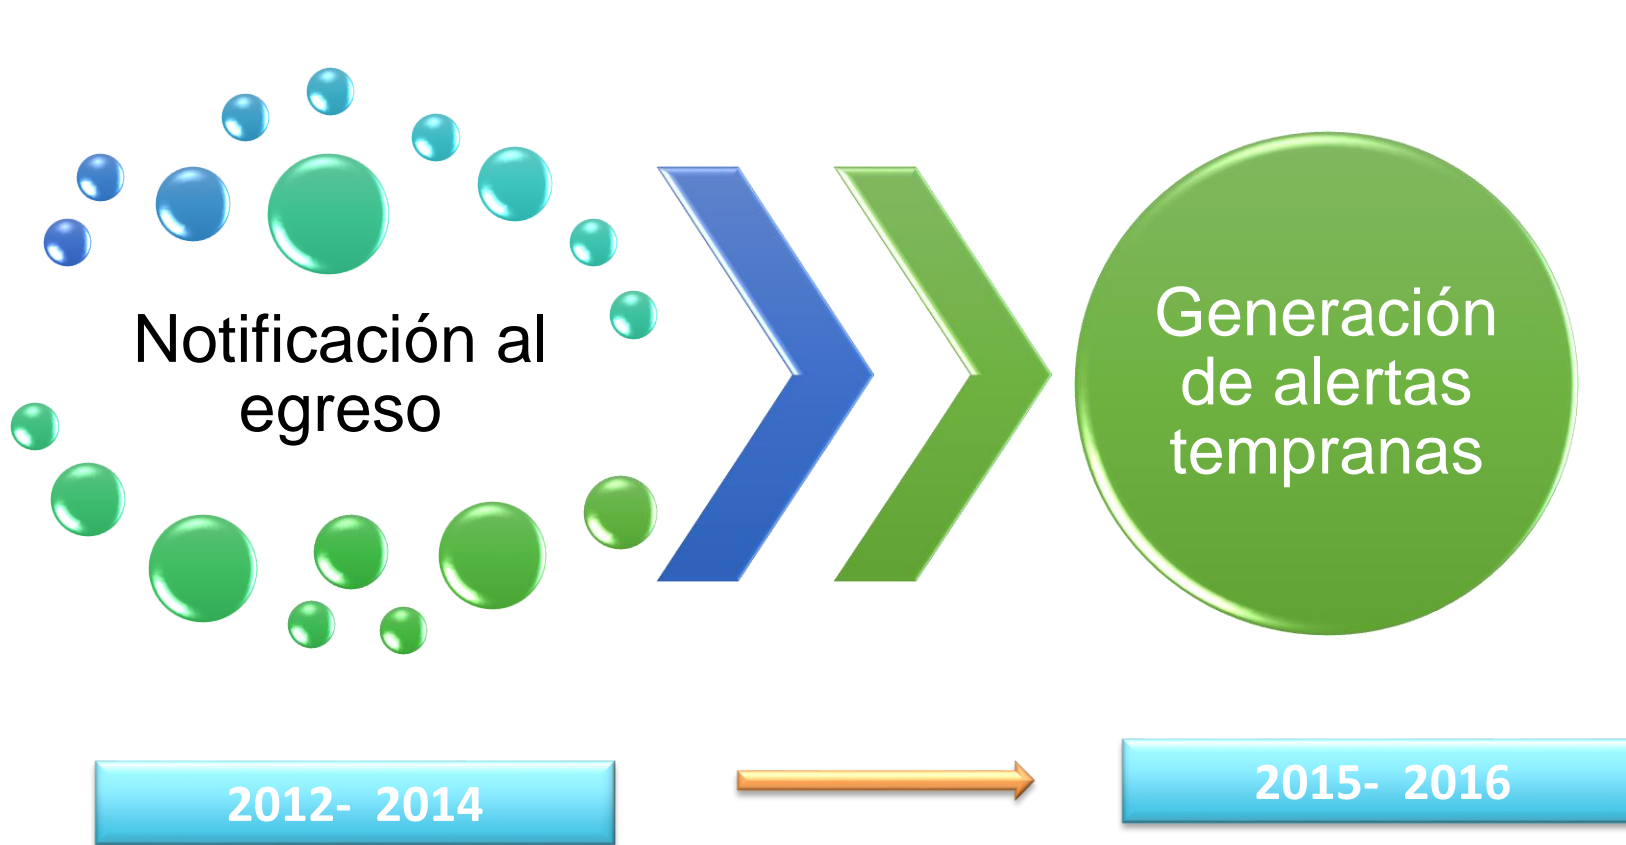 Notificación al
egreso
Generación
de alertas
tempranas
2012-  2014
2015-  2016